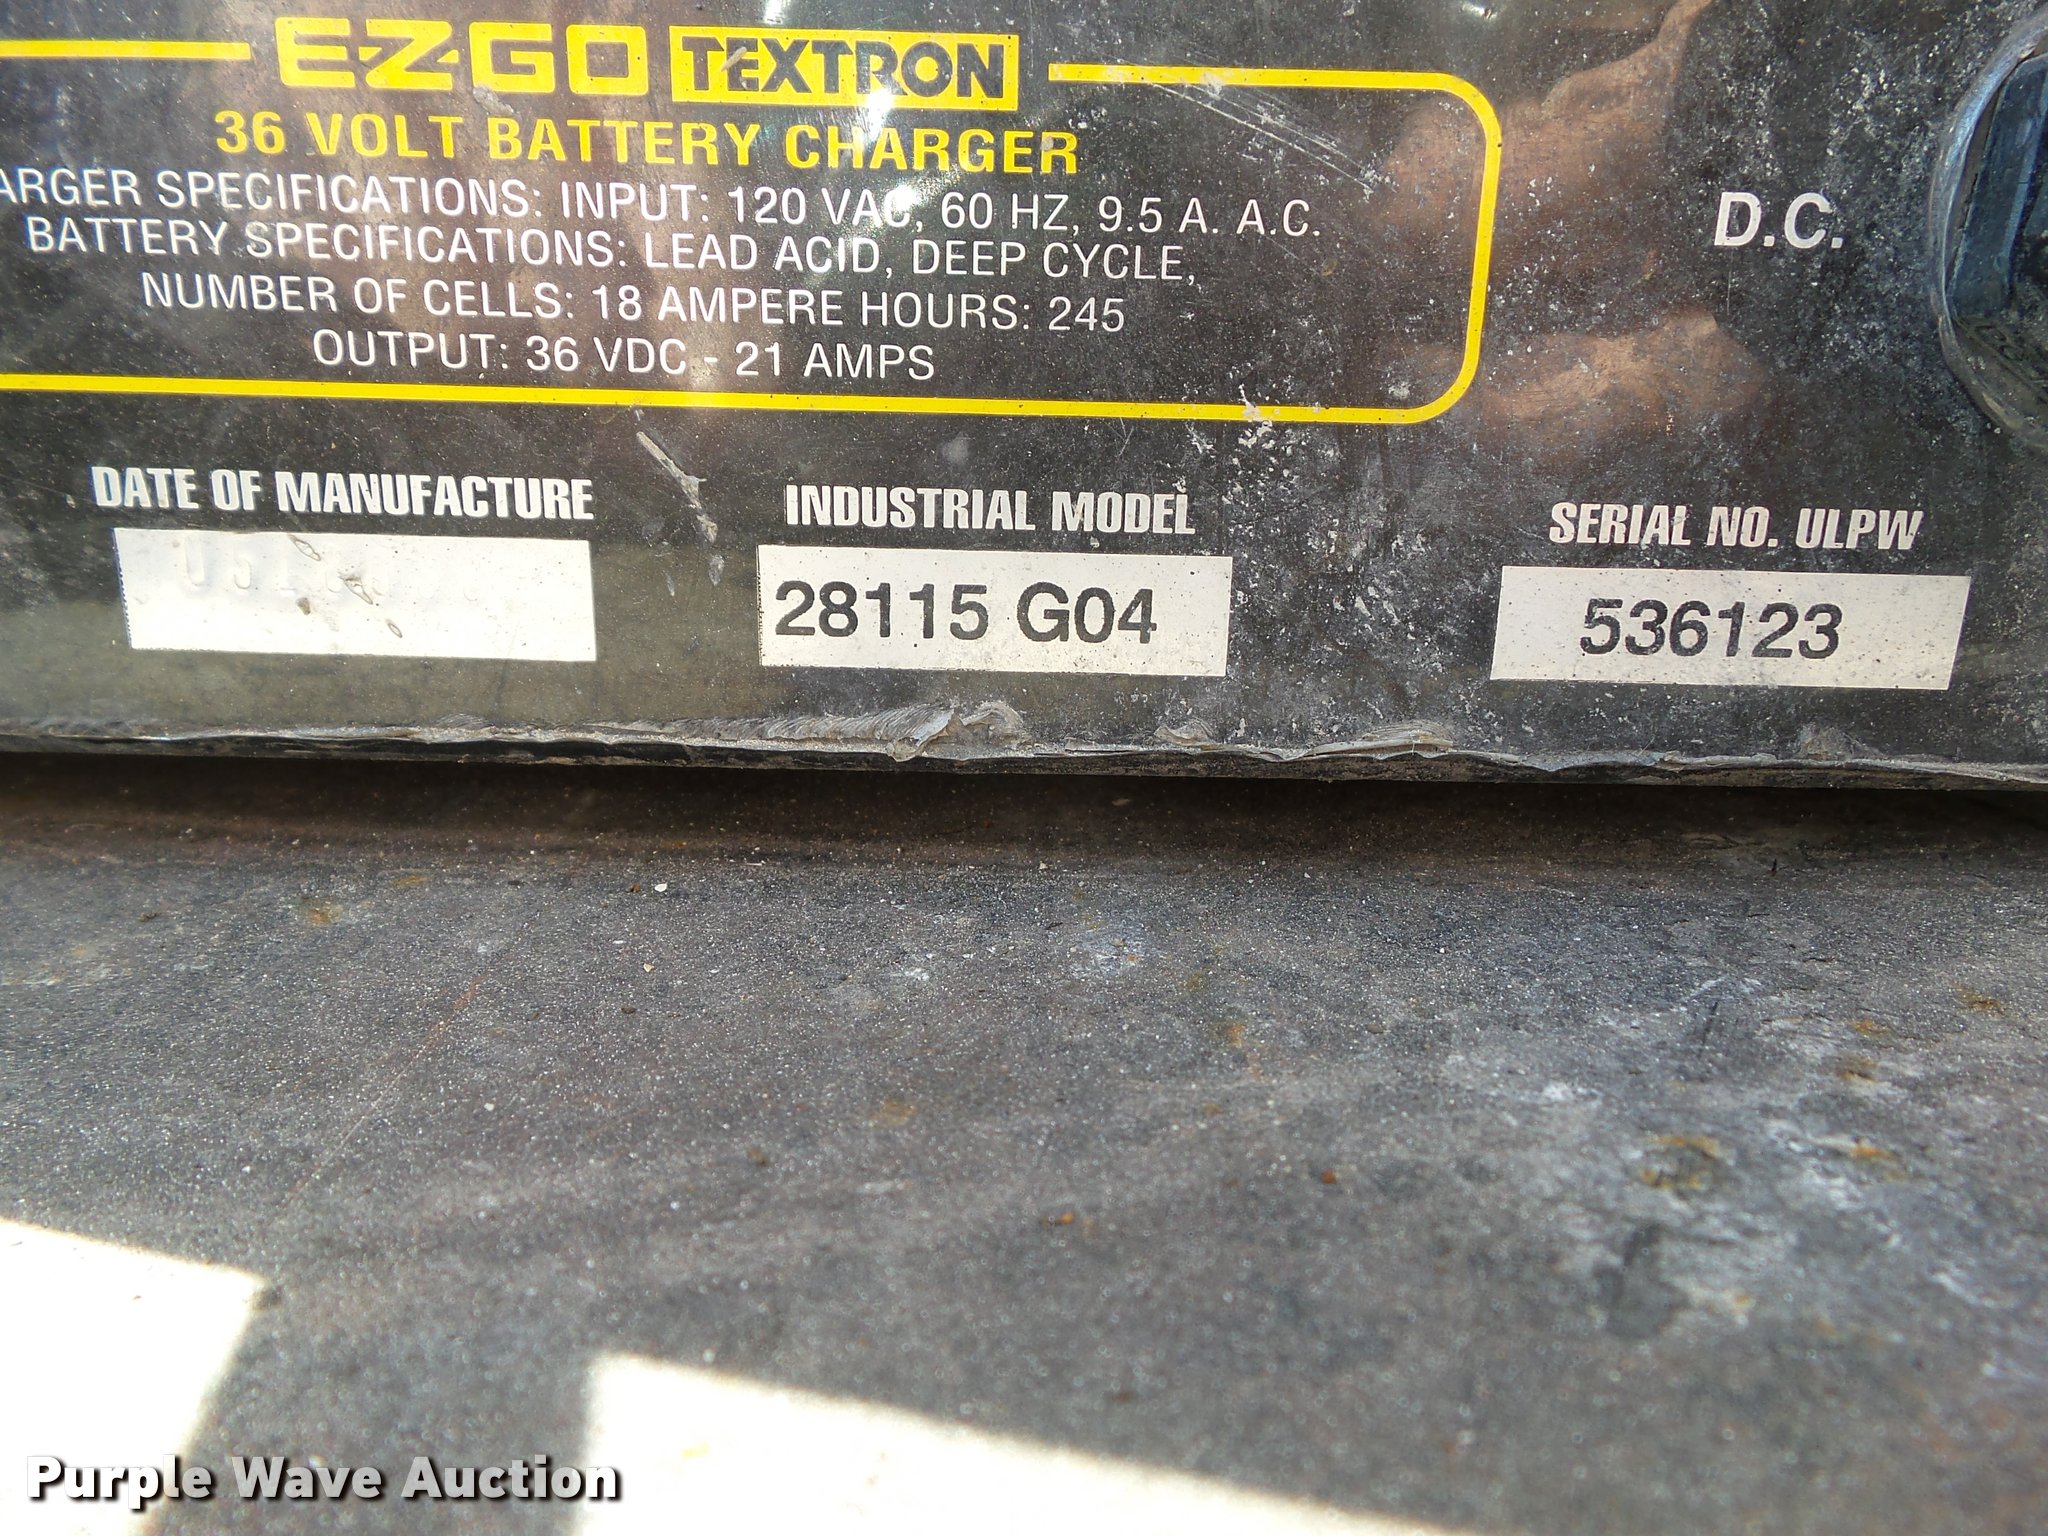 E-Z-GO TEXTRON
36 VOLT BATTERY CHARGER
ARGER SPECIFICATIONS: INPUT: 120 VAC, 60 HZ, 9.5 A. A.C.
BATTERY SPECIFICATIONS: LEAD ACID, DEEP CYCLE,
NUMBER OF CELLS: 18 AMPERE HOURS: 245
OUTPUT: 36 VDC - 21 AMPS
D.C.
DATE OF MANUFACTURE
INDUSTRIAL MODEL
28115 G04
SERIAL NO. ULPW
536123
Purple Wave Auction